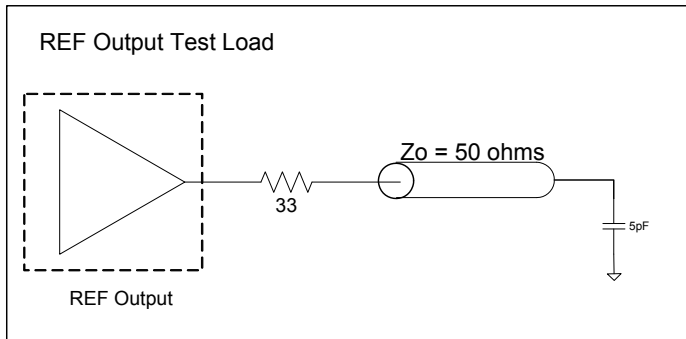 REF Output Test Load
Zo = 50 ohms
33
5pF
REF Output